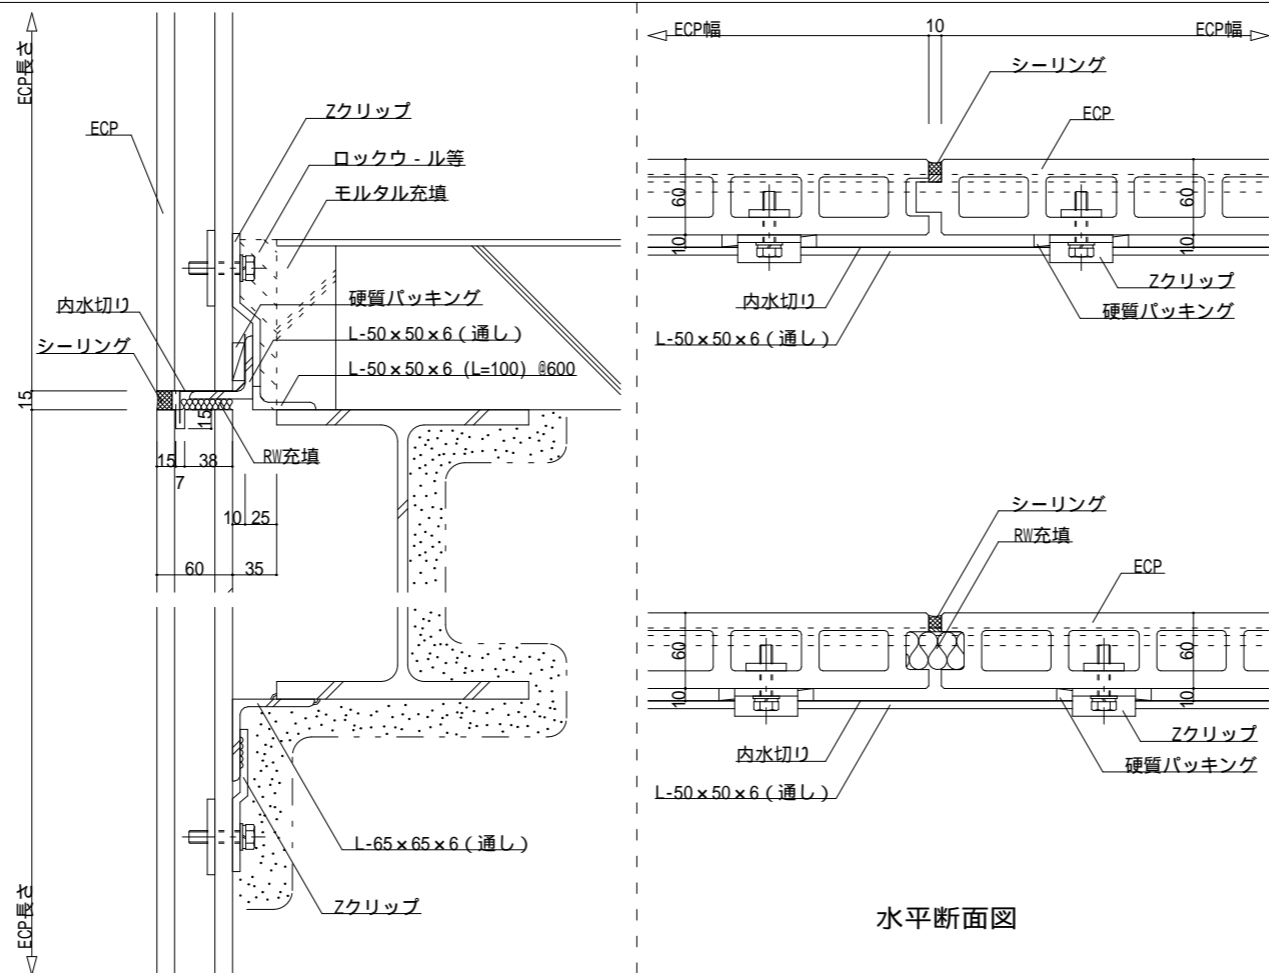 ECP長さ
ECP
Zクリップ
ロックウ-ル等
モルタル充填
内水切り
硬質パッキング
シーリング
L-50×50×6(通し)
L-50×50×6 (L=100) @600
15
15
15
38
7
RW充填
10
25
60
35
L-65×65×6(通し)
Zクリップ
ECP長さ
ECP幅
10
ECP幅
シーリング
ECP
60
60
10
10
Zクリップ
内水切り
硬質パッキング
L-50×50×6(通し)
シーリング
RW充填
ECP
60
60
10
10
Zクリップ
内水切り
硬質パッキング
L-50×50×6(通し)
水平断面図